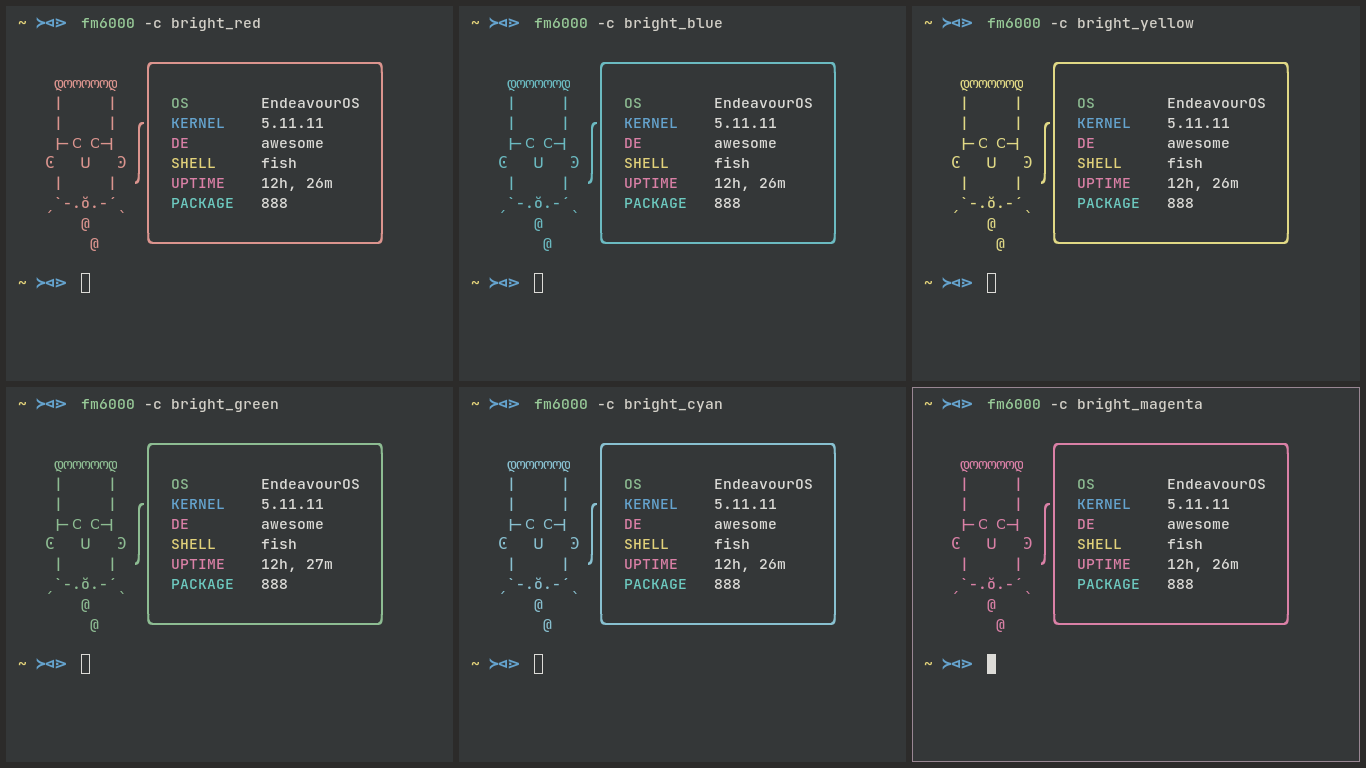 ~ ≻⊲⊳ fm6000 -c bright_red
OS EndeavourOS
KERNEL 5.11.11
DE awesome
SHELL fish
UPTIME 12h, 26m
PACKAGE 888
~ ≻⊲⊳
~ ≻⊲⊳ fm6000 -c bright_blue
OS EndeavourOS
KERNEL 5.11.11
DE awesome
SHELL fish
UPTIME 12h, 26m
PACKAGE 888
~ ≻⊲⊳
~ ≻⊲⊳ fm6000 -c bright_yellow
OS EndeavourOS
KERNEL 5.11.11
DE awesome
SHELL fish
UPTIME 12h, 26m
PACKAGE 888
~ ≻⊲⊳
~ ≻⊲⊳ fm6000 -c bright_green
OS EndeavourOS
KERNEL 5.11.11
DE awesome
SHELL fish
UPTIME 12h, 27m
PACKAGE 888
~ ≻⊲⊳
~ ≻⊲⊳ fm6000 -c bright_cyan
OS EndeavourOS
KERNEL 5.11.11
DE awesome
SHELL fish
UPTIME 12h, 26m
PACKAGE 888
~ ≻⊲⊳
~ ≻⊲⊳ fm6000 -c bright_magenta
OS EndeavourOS
KERNEL 5.11.11
DE awesome
SHELL fish
UPTIME 12h, 26m
PACKAGE 888
~ ≻⊲⊳